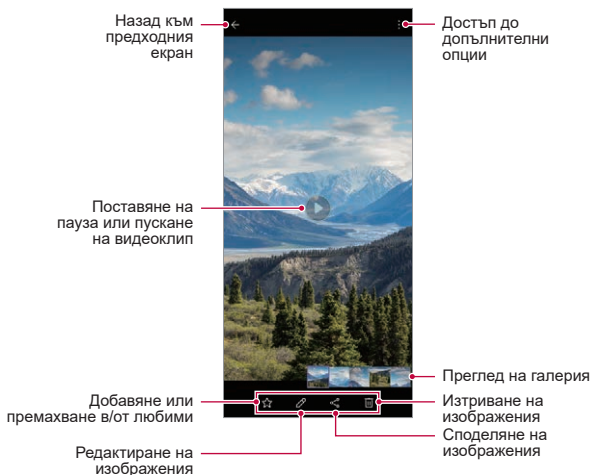 Назад към
предходния
екран
Достъп до
допълнителни
опции
Поставяне на
пауза или пускане
на видеоклип
Преглед на галерия
Добавяне или
премахване в/от любими
Изтриване на
изображения
Редактиране на
изображения
Споделяне на
изображения